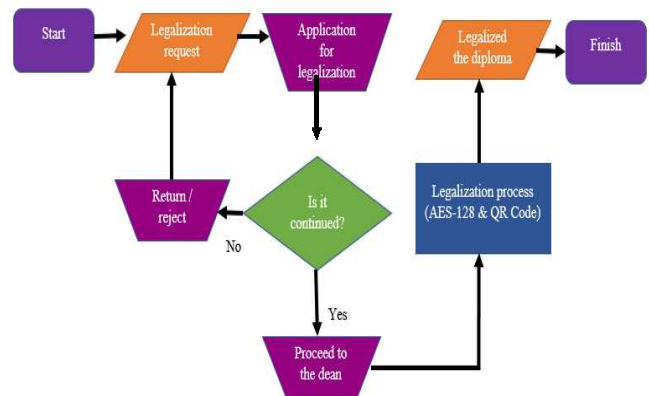 Start
Legalization
request
Application
for
legalization
Is it
continued?
No
Return /
reject
Yes
Proceed to
the dean
Legalization process
(AES-128 & QR Code)
Legalized
the diploma
Finish